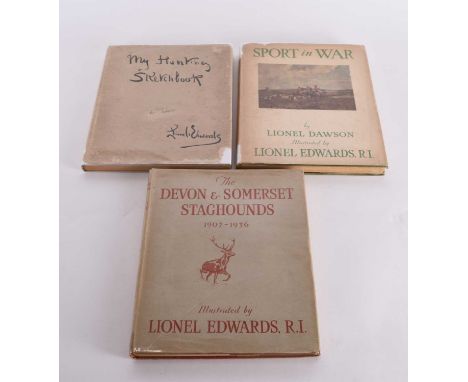 My Hunting
Sketchbook
Lionel Edwards
SPORT in WAR
by
LIONEL DAWSON
Illustrated by
LIONEL EDWARDS, R.I.
The
DEVON & SOMERSET
STAGHOUNDS
1907-1936
Illustrated by
LIONEL EDWARDS, R.I.